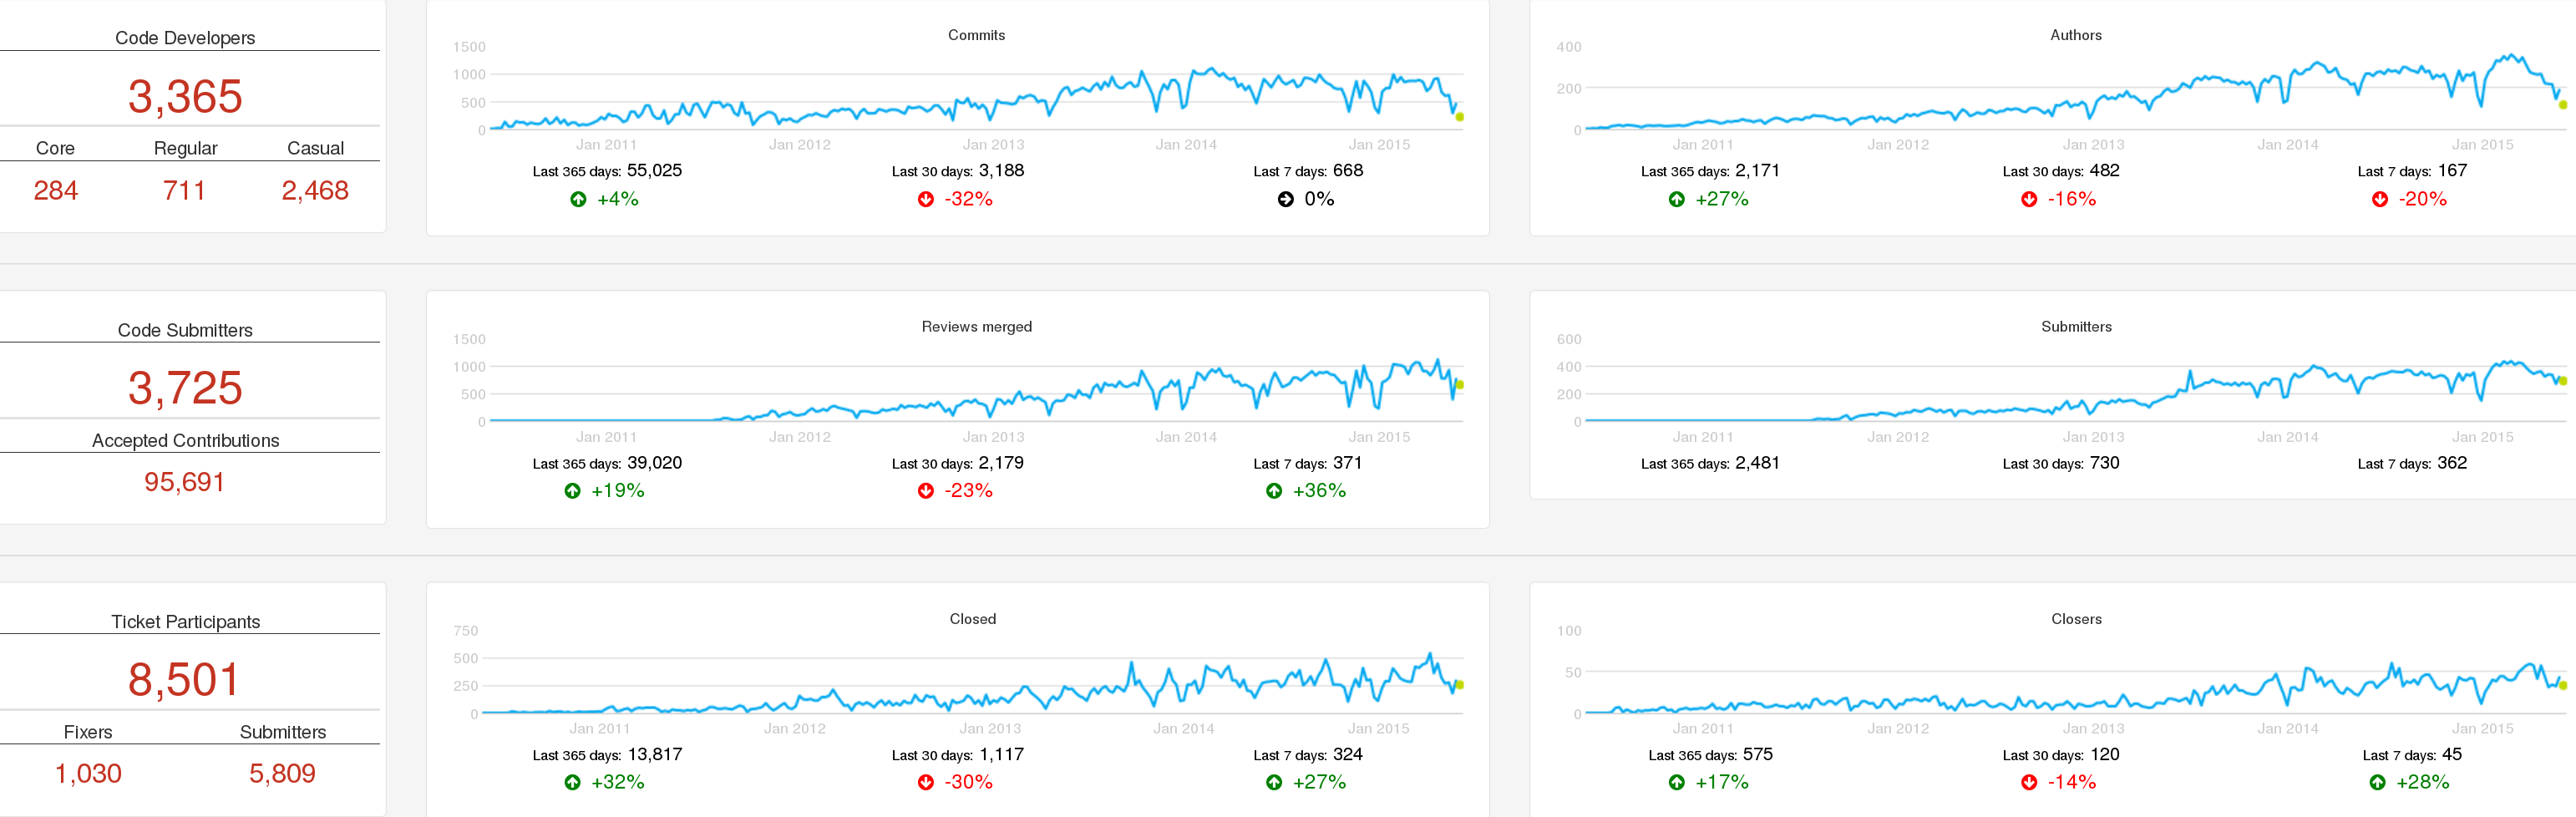 Code Developers
3,365
Core Regular Casual
284 711 2,468
Commits
1500
1000
500
0
Jan 2011 Jan 2012 Jan 2013 Jan 2014 Jan 2015
Last 365 days: 55,025 Last 30 days: 3,188 Last 7 days: 668
+4% -32% 0%
Authors
400
200
0
Jan 2011 Jan 2012 Jan 2013 Jan 2014 Jan 2015
Last 365 days: 2,171 Last 30 days: 482 Last 7 days: 167
+27% -16% -20%
Code Submitters
3,725
Accepted Contributions
95,691
Reviews merged
1500
1000
500
0
Jan 2011 Jan 2012 Jan 2013 Jan 2014 Jan 2015
Last 365 days: 39,020 Last 30 days: 2,179 Last 7 days: 371
+19% -23% +36%
Submitters
600
400
200
0
Jan 2011 Jan 2012 Jan 2013 Jan 2014 Jan 2015
Last 365 days: 2,481 Last 30 days: 730 Last 7 days: 362
Ticket Participants
8,501
Fixers Submitters
1,030 5,809
Closed
750
500
250
0
Jan 2011 Jan 2012 Jan 2013 Jan 2014 Jan 2015
Last 365 days: 13,817 Last 30 days: 1,117 Last 7 days: 324
+32% -30% +27%
Closers
100
50
0
Jan 2011 Jan 2012 Jan 2013 Jan 2014 Jan 2015
Last 365 days: 575 Last 30 days: 120 Last 7 days: 45
+17% -14% +28%